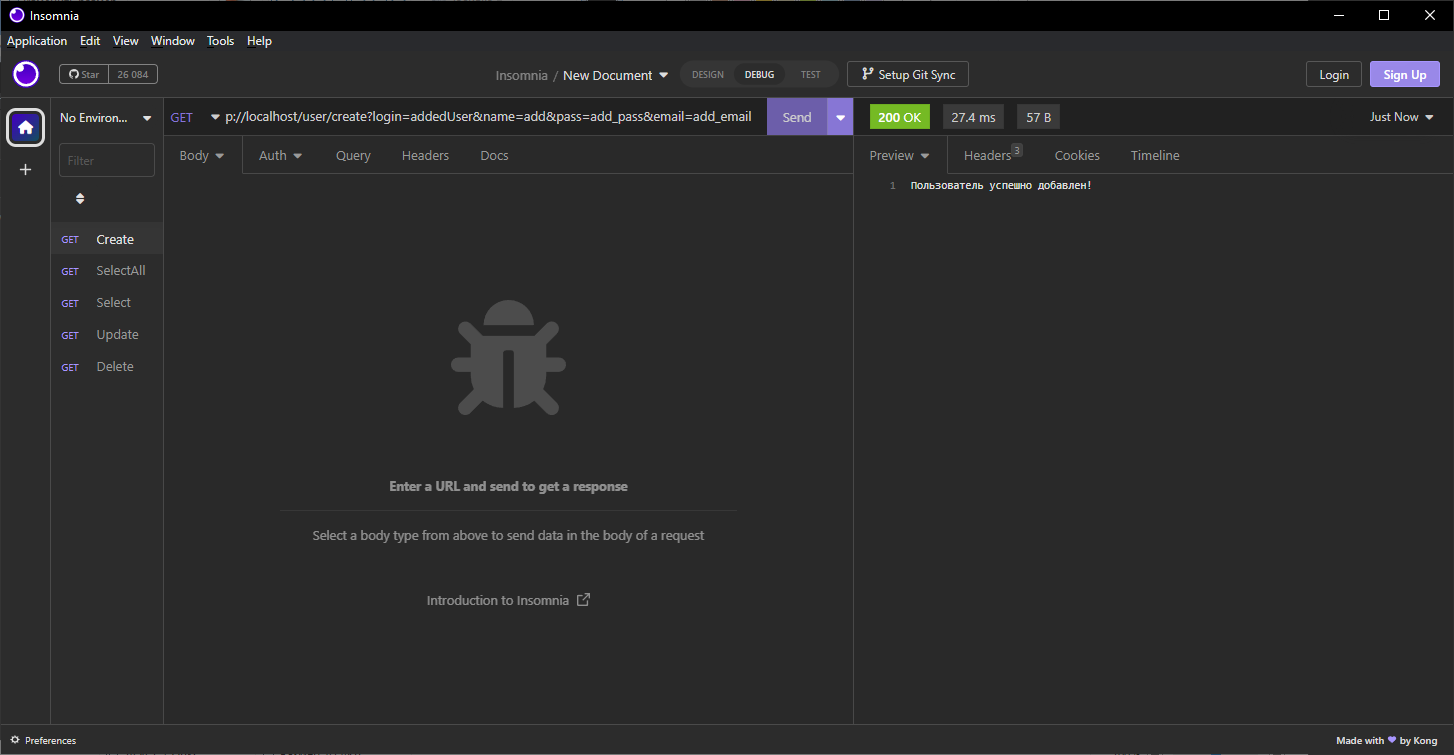 Insomnia
Application Edit View Window Tools Help
Star 26 084
Insomnia / New Document
DESIGN DEBUG TEST
Setup Git Sync
Login
Sign Up
No Environ...
GET p://localhost/user/create?login=addedUser&name=add&pass=add_pass&email=add_email
Send
200 OK 27.4 ms 57 B
Just Now
Filter
Body Auth Query Headers Docs
Preview Headers 3 Cookies Timeline
1 Пользователь успешно добавлен!
GET Create
GET SelectAll
GET Select
GET Update
GET Delete
Enter a URL and send to get a response
Select a body type from above to send data in the body of a request
Introduction to Insomnia
Preferences
Made with ❤ by Kong